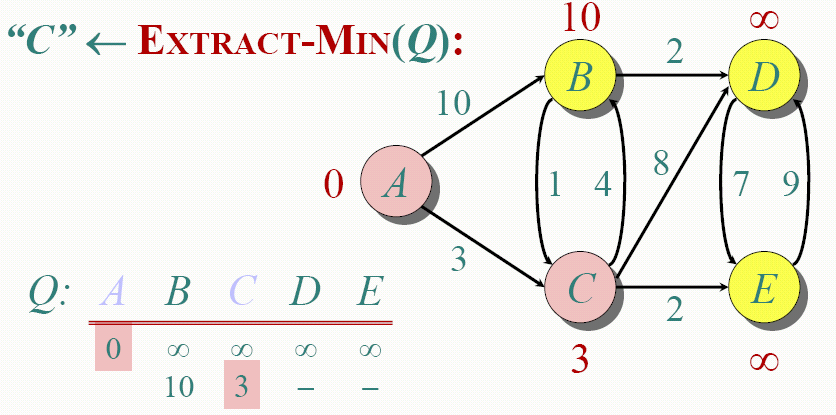 “C” ← EXTRACT-MIN(Q):
10
∞
B
2
D
10
0
A
1
4
8
7
9
3
Q: A B C D E
C
2
E
0 ∞ ∞ ∞ ∞
10 3 – –
3
∞